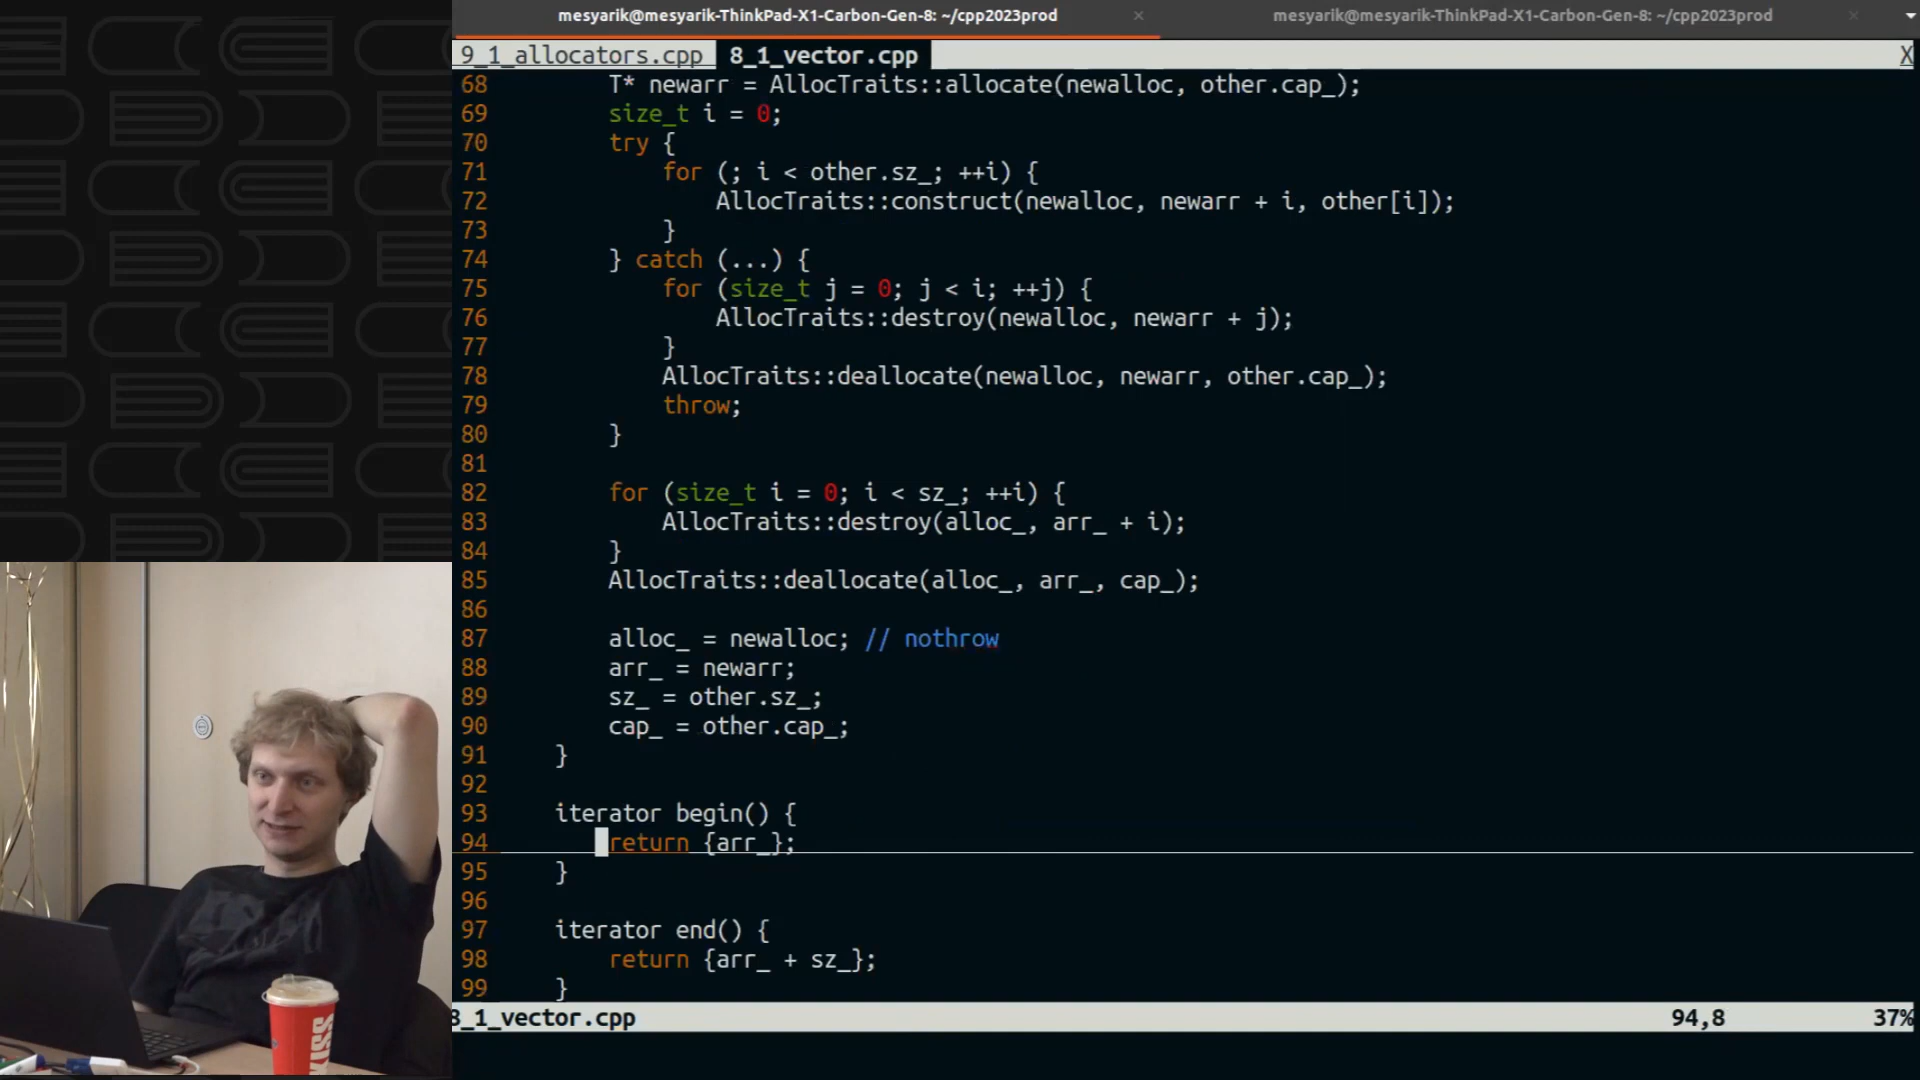 mesyarik@mesyarik-ThinkPad-X1-Carbon-Gen-8: ~/cpp2023prod × mesyarik@mesyarik-ThinkPad-X1-Carbon-Gen-8: ~/cpp2023prod ×
9_1_allocators.cpp 8_1_vector.cpp X
68 T* newarr = AllocTraits::allocate(newalloc, other.cap_);
69 size_t i = 0;
70 try {
71 for (; i < other.sz_; ++i) {
72 AllocTraits::construct(newalloc, newarr + i, other[i]);
73 }
74 } catch (...) {
75 for (size_t j = 0; j < i; ++j) {
76 AllocTraits::destroy(newalloc, newarr + j);
77 }
78 AllocTraits::deallocate(newalloc, newarr, other.cap_);
79 throw;
80 }
81
82 for (size_t i = 0; i < sz_; ++i) {
83 AllocTraits::destroy(alloc_, arr_ + i);
84 }
85 AllocTraits::deallocate(alloc_, arr_, cap_);
86
87 alloc_ = newalloc; // nothrow
88 arr_ = newarr;
89 sz_ = other.sz_;
90 cap_ = other.cap_;
91 }
92
93 iterator begin() {
94 return {arr_};
95 }
96
97 iterator end() {
98 return {arr_ + sz_};
99 }
8_1_vector.cpp 94,8 37%